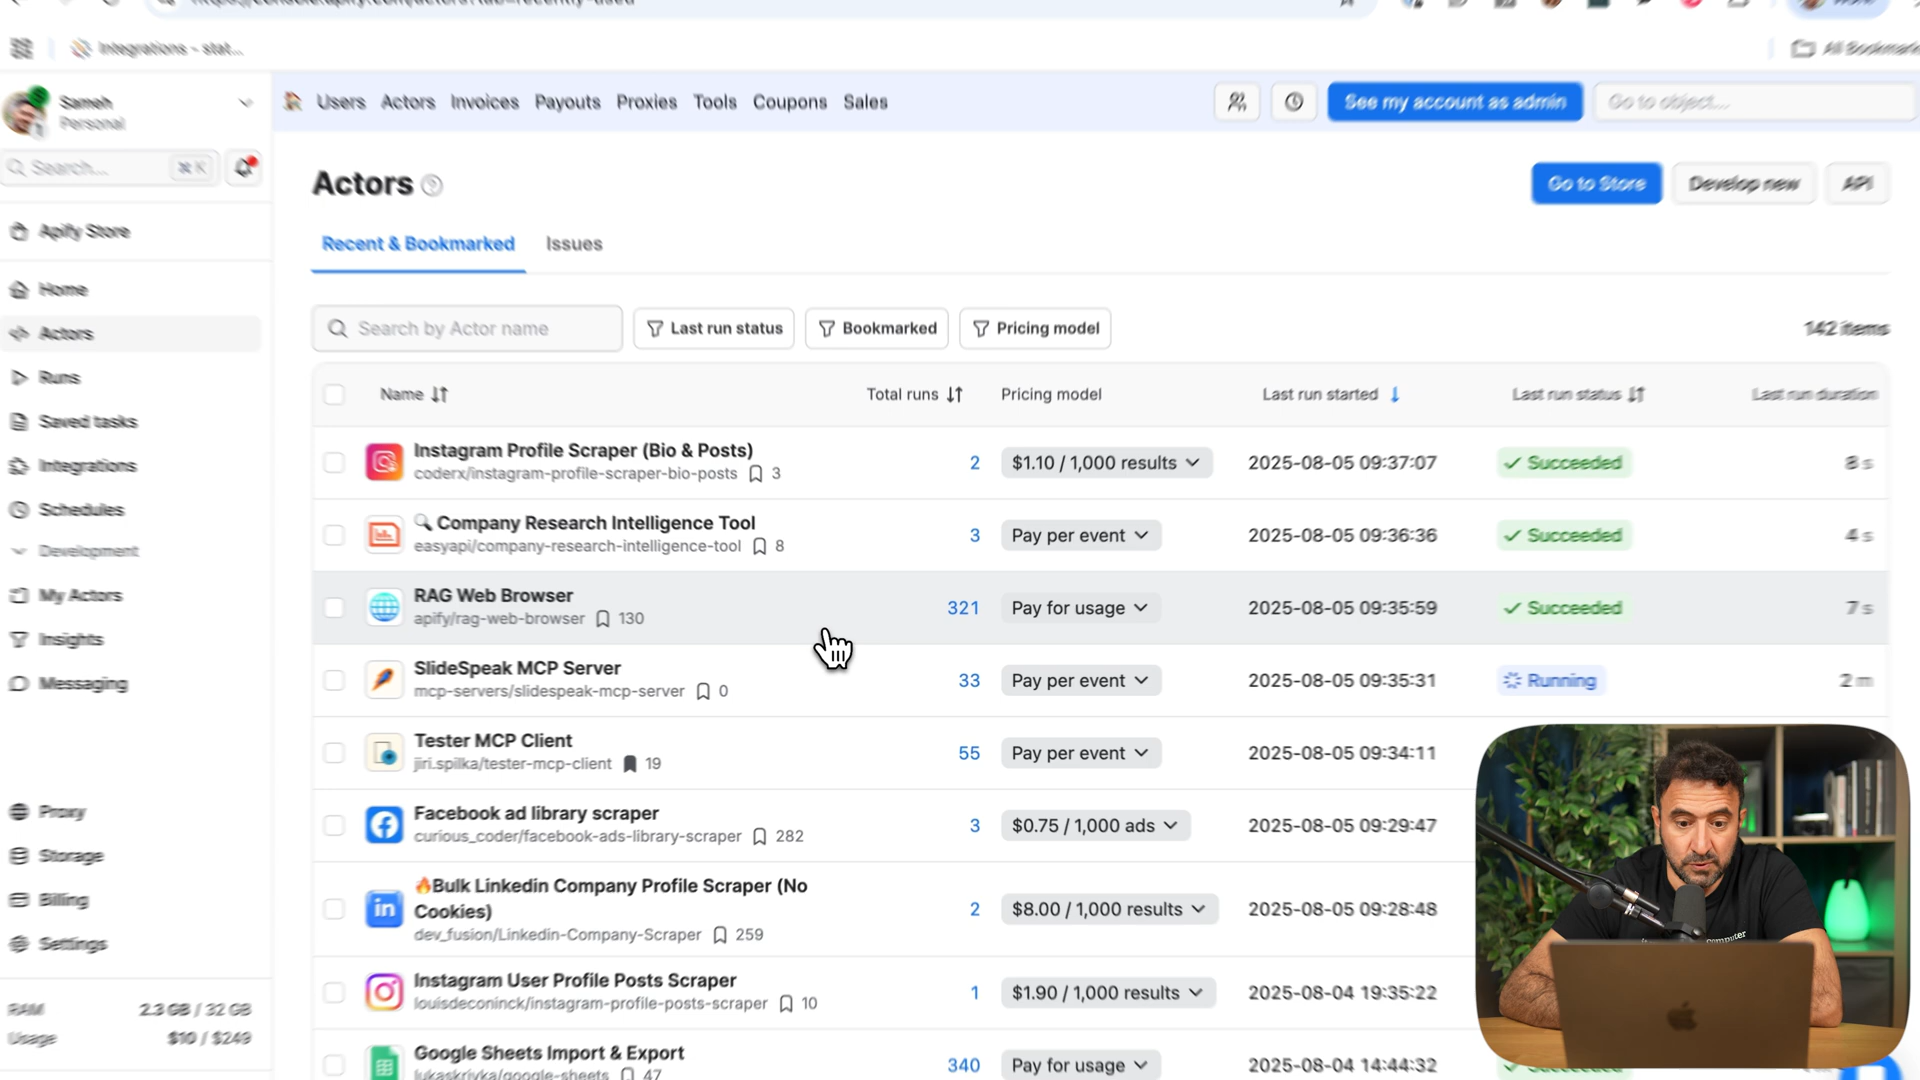 Integrations - stat...
All Bookmark
Sameh
Personal
Users Actors Invoices Payouts Proxies Tools Coupons Sales
See my account as admin
Go to object...
Search...
⌘ K
Actors
Go to Store
Develop new
API
Apify Store
Recent & Bookmarked
Issues
Home
Actors
Runs
Saved tasks
Integrations
Schedules
Development
My Actors
Insights
Messaging
Proxy
Storage
Billing
Settings
RAM 2.3 GB / 32 GB
Usage $10 / $249
Search by Actor name
Last run status
Bookmarked
Pricing model
142 items
Name Total runs Pricing model Last run started Last run status Last run duration
Instagram Profile Scraper (Bio & Posts)
coderx/instagram-profile-scraper-bio-posts 3
2 $1.10 / 1,000 results 2025-08-05 09:37:07 Succeeded 8 s
Company Research Intelligence Tool
easyapi/company-research-intelligence-tool 8
3 Pay per event 2025-08-05 09:36:36 Succeeded 4 s
RAG Web Browser
apify/rag-web-browser 130
321 Pay for usage 2025-08-05 09:35:59 Succeeded 7 s
SlideSpeak MCP Server
mcp-servers/slidespeak-mcp-server 0
33 Pay per event 2025-08-05 09:35:31 Running 2 m
Tester MCP Client
jiri.spilka/tester-mcp-client 19
55 Pay per event 2025-08-05 09:34:11
Facebook ad library scraper
curious_coder/facebook-ads-library-scraper 282
3 $0.75 / 1,000 ads 2025-08-05 09:29:47
🔥Bulk Linkedin Company Profile Scraper (No
Cookies)
dev_fusion/Linkedin-Company-Scraper 259
2 $8.00 / 1,000 results 2025-08-05 09:28:48
Instagram User Profile Posts Scraper
louisdeconinck/instagram-profile-posts-scraper 10
1 $1.90 / 1,000 results 2025-08-04 19:35:22
Google Sheets Import & Export
lukaskrivka/google-sheets 47
340 Pay for usage 2025-08-04 14:44:32
in
computer